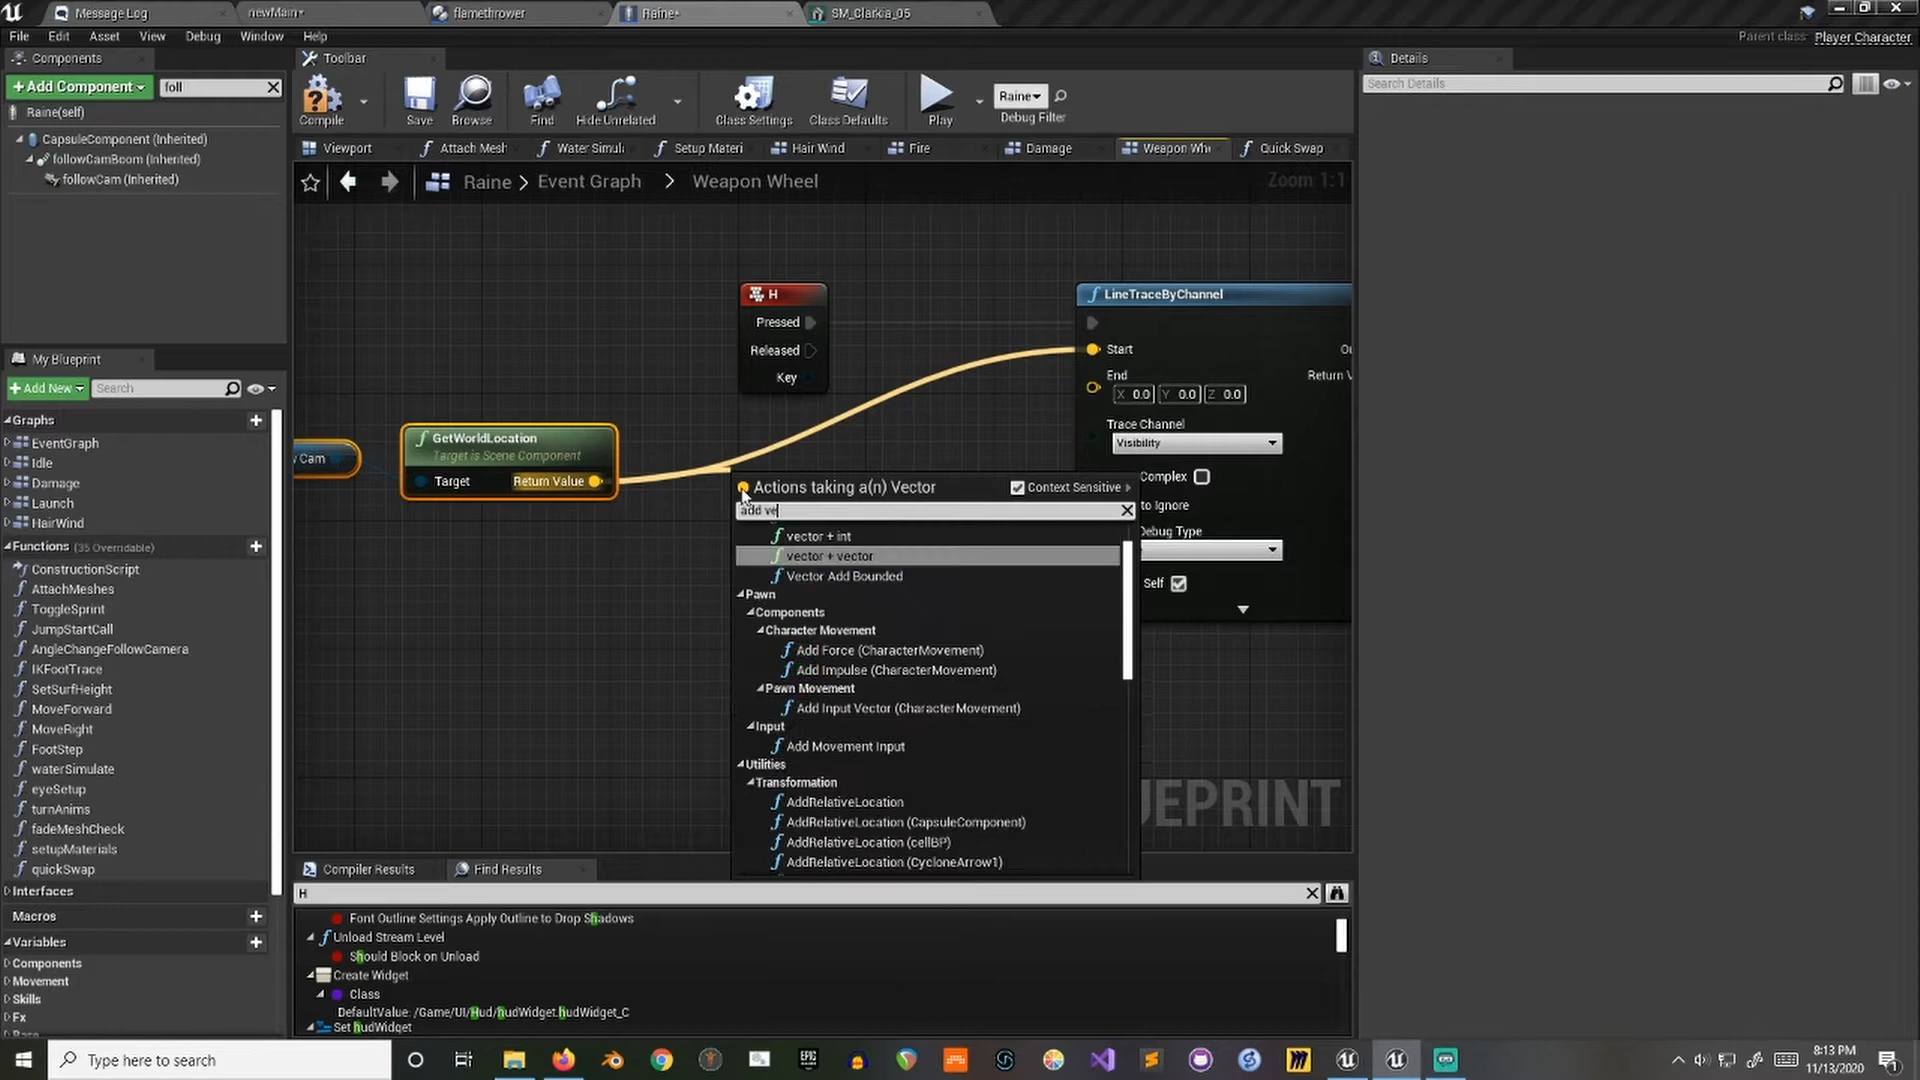 Message Log
newMain*
flamethrower
Raine*
SM_Clarkia_05
File Edit Asset View Debug Window Help
Parent class: Player Character
Components
+Add Component
foll
Raine(self)
CapsuleComponent (Inherited)
followCamBoom (Inherited)
followCam (Inherited)
Toolbar
Compile
Save
Browse
Find
Hide Unrelated
Class Settings
Class Defaults
Play
Raine
Debug Filter
Details
Search Details
Viewport
Attach Mesh
Water Simul
Setup Materi
Hair Wind
Fire
Damage
Weapon Whe
Quick Swap
Raine > Event Graph > Weapon Wheel
Zoom 1:1
My Blueprint
+Add New
Search
Graphs
EventGraph
Idle
Damage
Launch
HairWind
Functions (35 Overridable)
ConstructionScript
AttachMeshes
ToggleSprint
JumpStartCall
AngleChangeFollowCamera
IKFootTrace
SetSurfHeight
MoveForward
MoveRight
FootStep
waterSimulate
eyeSetup
turnAnims
fadeMeshCheck
setupMaterials
quickSwap
Interfaces
Macros
Variables
Components
Movement
Skills
Fx
H
Pressed
Released
Key
w Cam
GetWorldLocation
Target is Scene Component
Target
Return Value
LineTraceByChannel
Start
End
X 0.0 Y 0.0 Z 0.0
Return V
Trace Channel
Visibility
Complex
to Ignore
Debug Type
Self
UEPRINT
Actions taking a(n) Vector
Context Sensitive
add ve
vector + int
vector + vector
Vector Add Bounded
Pawn
Components
Character Movement
Add Force (CharacterMovement)
Add Impulse (CharacterMovement)
Pawn Movement
Add Input Vector (CharacterMovement)
Input
Add Movement Input
Utilities
Transformation
AddRelativeLocation
AddRelativeLocation (CapsuleComponent)
AddRelativeLocation (cellBP)
AddRelativeLocation (CycloneArrow1)
Compiler Results
Find Results
H
Font Outline Settings Apply Outline to Drop Shadows
Unload Stream Level
Should Block on Unload
Create Widget
Class
DefaultValue: /Game/UI/Hud/hudWidget.hudWidget_C
Set hudWidget
Type here to search
EPIC
8:13 PM
11/13/2020